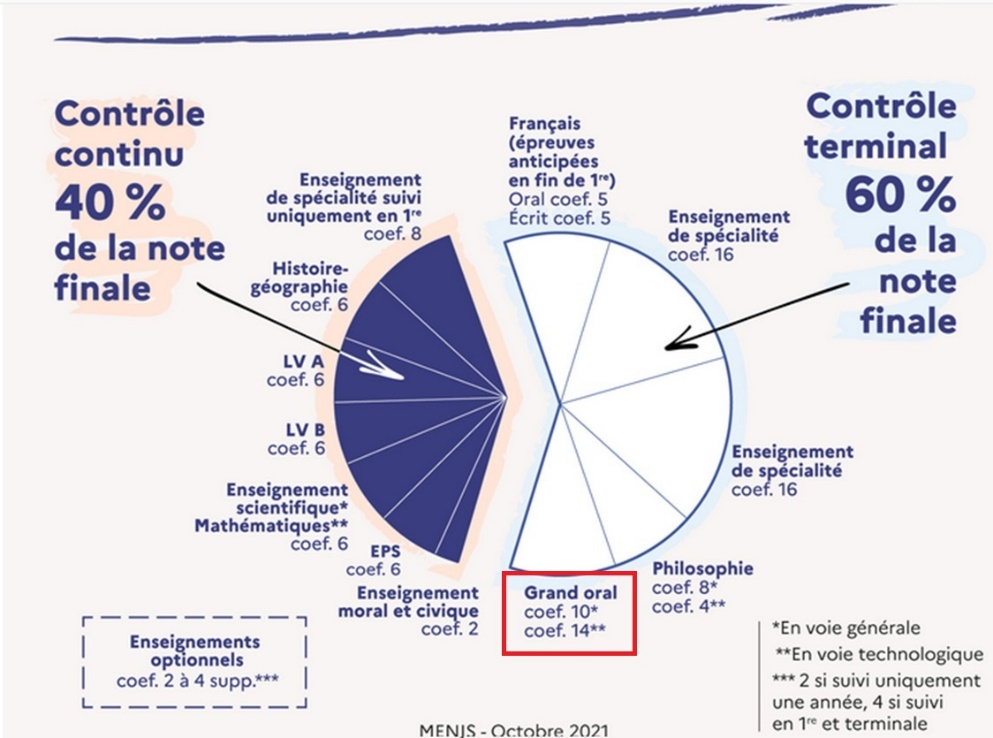 Contrôle
continu
40 %
de la note
finale
Enseignement
de spécialité suivi
uniquement en 1re
coef. 8
Histoire-
géographie
coef. 6
LV A
coef. 6
LV B
coef. 6
Enseignement
scientifique*
Mathématiques**
coef. 6
EPS
coef. 6
Enseignement
moral et civique
coef. 2
Français
(épreuves
anticipées
en fin de 1re)
Oral coef. 5
Écrit coef. 5
Enseignement
de spécialité
coef. 16
Enseignement
de spécialité
coef. 16
Philosophie
coef. 8*
coef. 4**
Grand oral
coef. 10*
coef. 14**
Contrôle
terminal
60 %
de la
note
finale
Enseignements
optionnels
coef. 2 à 4 supp.***
*En voie générale
**En voie technologique
*** 2 si suivi uniquement
une année, 4 si suivi
en 1re et terminale
MENJS - Octobre 2021